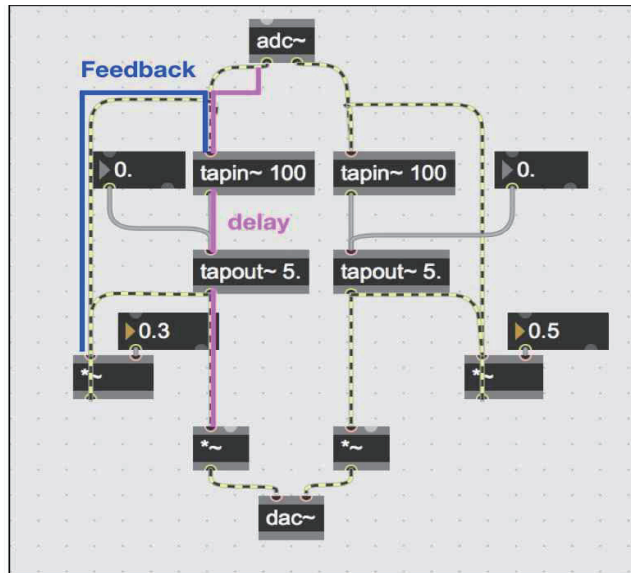 adc~
Feedback
0.
tapin~ 100
tapin~ 100
0.
delay
tapout~ 5.
tapout~ 5.
0.3
0.5
*~
*~
*~
*~
dac~